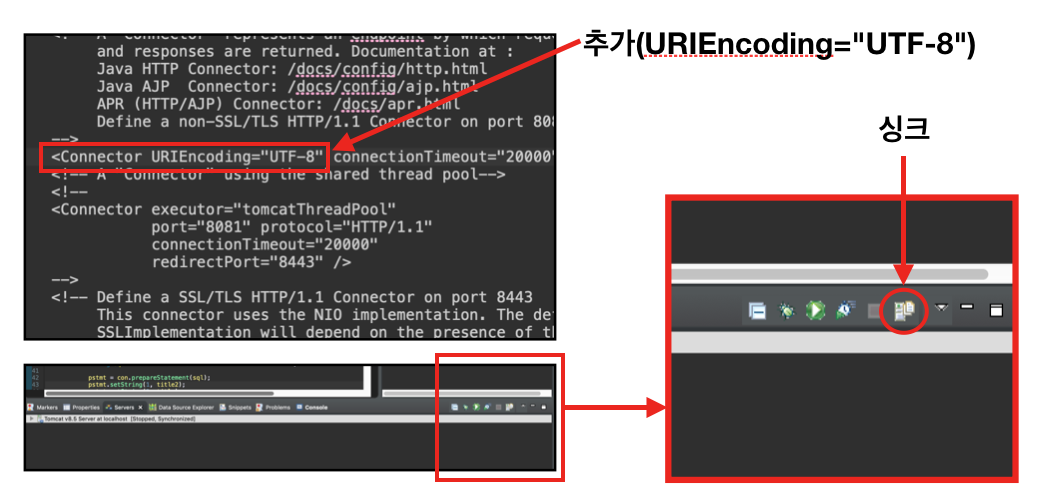 추가(URIEncoding="UTF-8")
싱크
<!-- A "Connector" represents an endpoint by which requ
and responses are returned. Documentation at :
Java HTTP Connector: /docs/config/http.html
Java AJP  Connector: /docs/config/ajp.html
APR (HTTP/AJP) Connector: /docs/apr.html
Define a non-SSL/TLS HTTP/1.1 Connector on port 808
-->
<Connector URIEncoding="UTF-8" connectionTimeout="20000"
<!-- A "Connector" using the shared thread pool-->
<!--
<Connector executor="tomcatThreadPool"
port="8081" protocol="HTTP/1.1"
connectionTimeout="20000"
redirectPort="8443" />
-->
<!-- Define a SSL/TLS HTTP/1.1 Connector on port 8443
This connector uses the NIO implementation. The de
SSLImplementation will depend on the presence of t
41
42 pstmt = con.prepareStatement(sql);
43 pstmt.setString(1, title2);
Markers Properties Servers Data Source Explorer Snippets Problems Console
Tomcat v8.5 Server at localhost [Stopped, Synchronized]